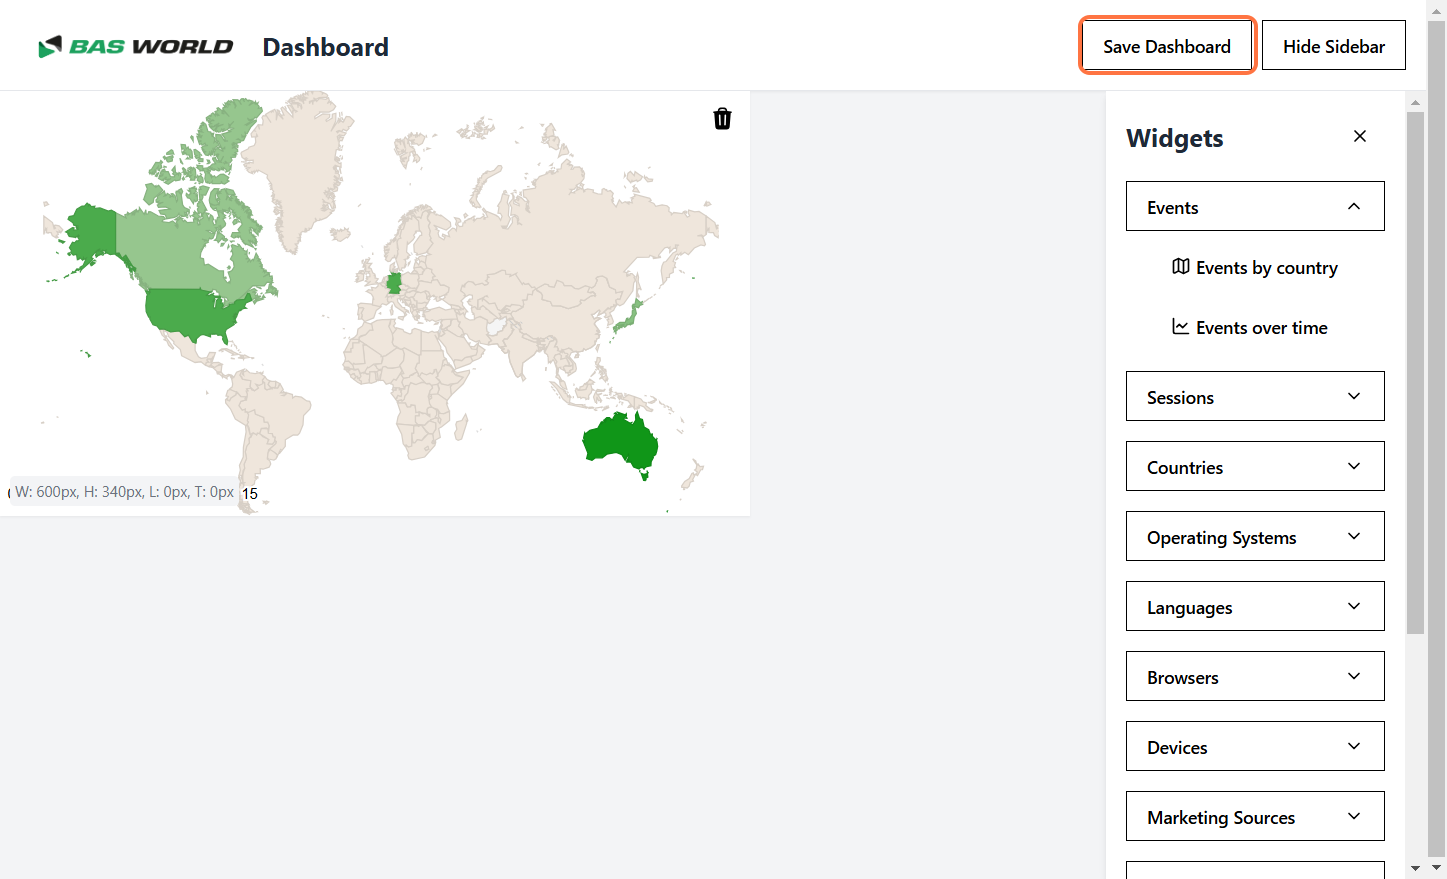 BAS WORLD
Dashboard
Save Dashboard
Hide Sidebar
Widgets
Events
Events by country
Events over time
Sessions
Countries
Operating Systems
Languages
Browsers
Devices
Marketing Sources
W: 600px, H: 340px, L: 0px, T: 0px
15